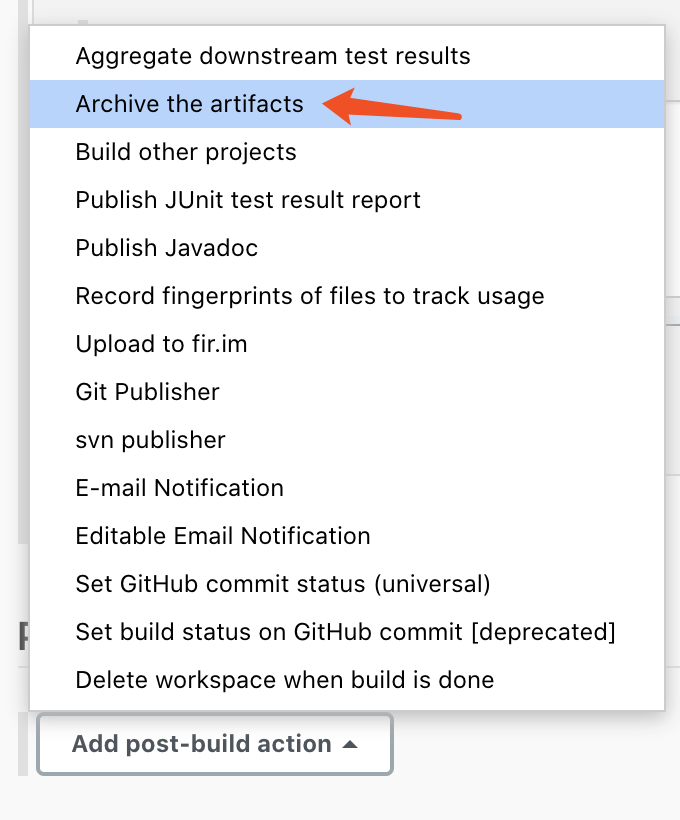 Aggregate downstream test results
Archive the artifacts
Build other projects
Publish JUnit test result report
Publish Javadoc
Record fingerprints of files to track usage
Upload to fir.im
Git Publisher
svn publisher
E-mail Notification
Editable Email Notification
Set GitHub commit status (universal)
Set build status on GitHub commit [deprecated]
Delete workspace when build is done
Add post-build action